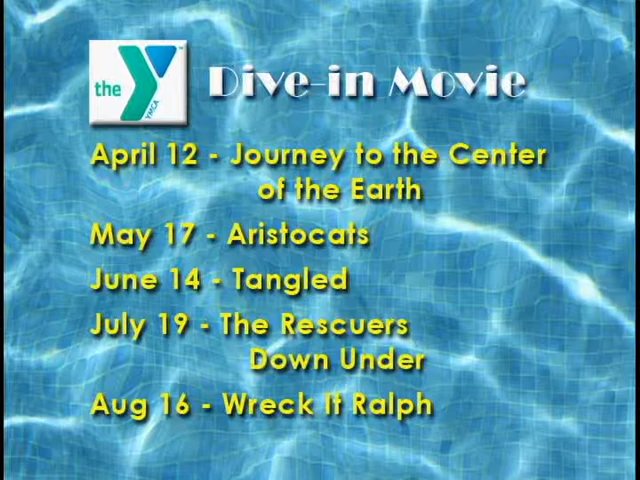 the
YMCA
Dive-in Movie
April 12 - Journey to the Center
of the Earth
May 17 - Aristocats
June 14 - Tangled
July 19 - The Rescuers
Down Under
Aug 16 - Wreck It Ralph